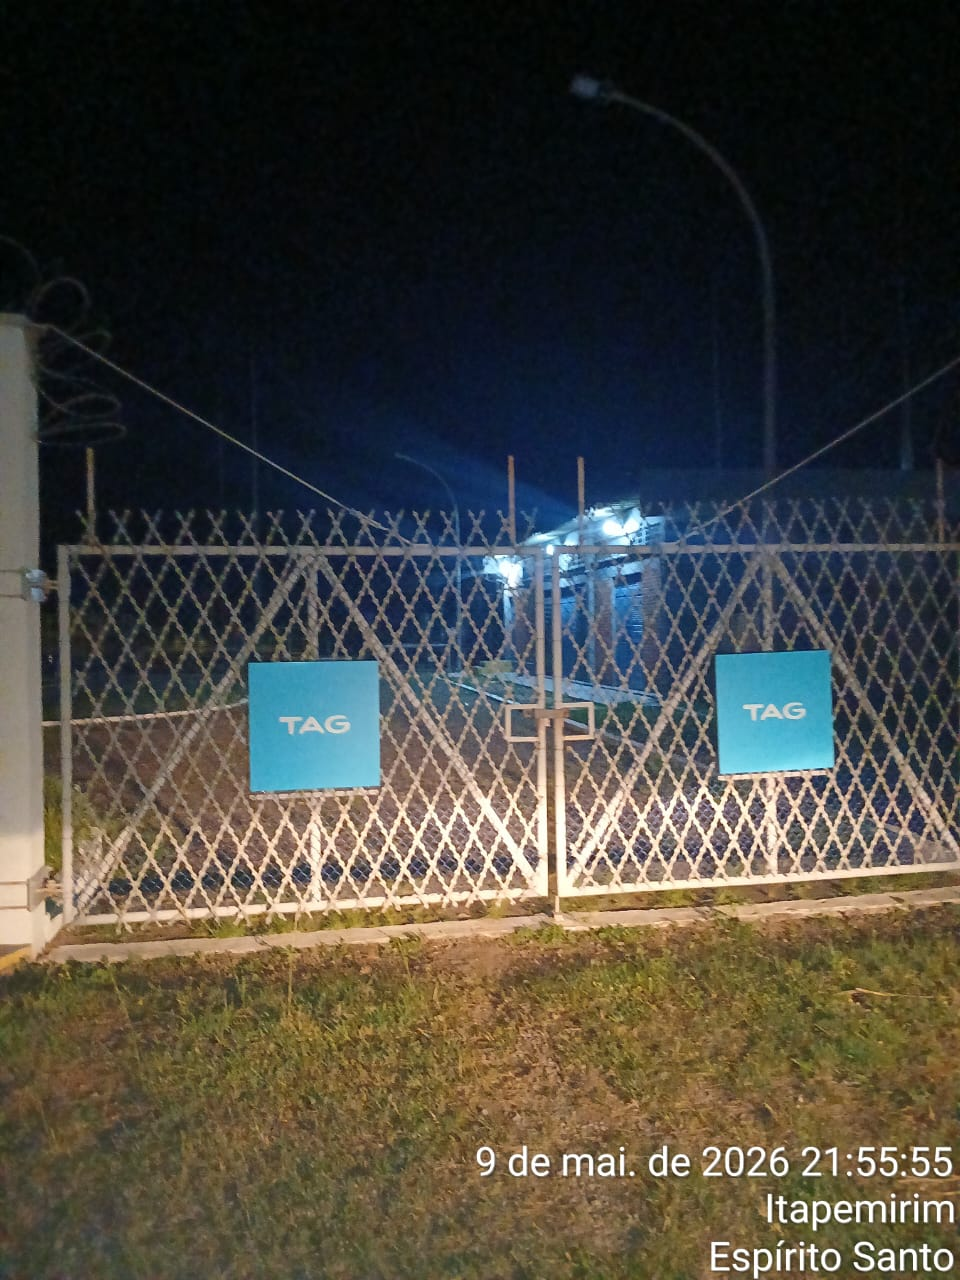 TAG
TAG
9 de mai. de 2026 21:55:55
Itapemirim
Espírito Santo